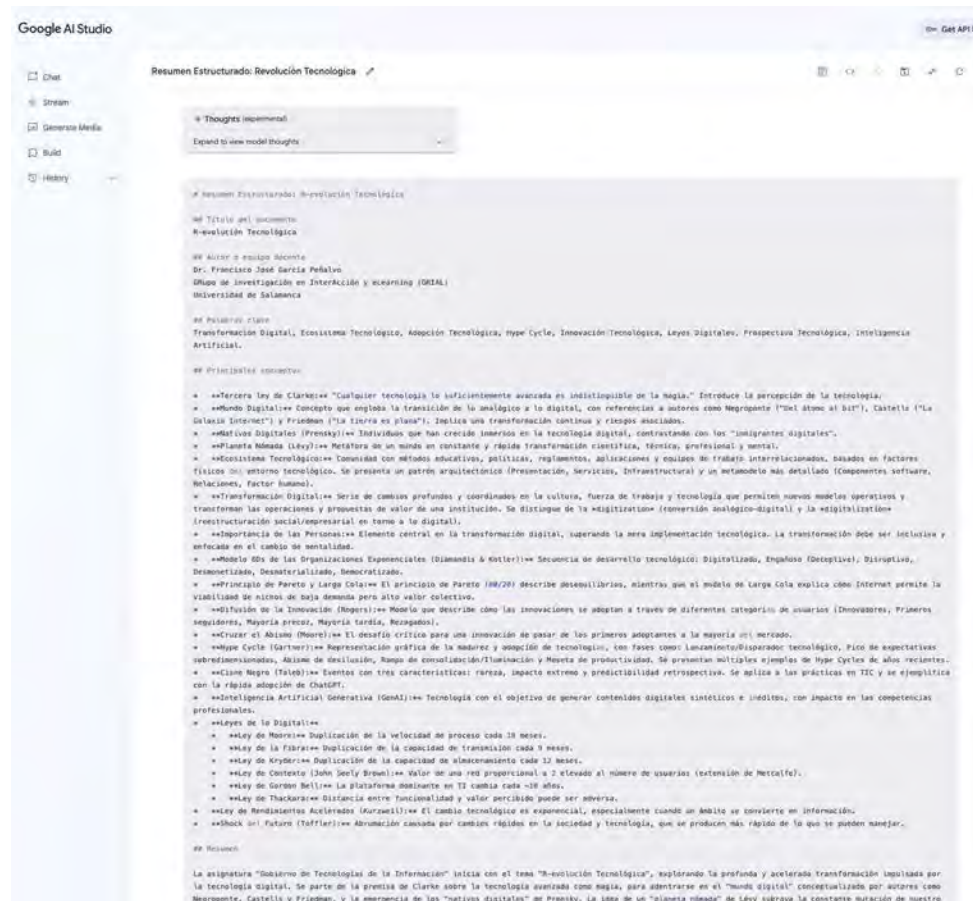 Google AI Studio
Get API
Resumen Estructurado: Revolución Tecnológica
Chat
Stream
Generate Media
Build
History
Thoughts (experimental)
Expand to view model thoughts
# Resumen Estructurado: R-evolución Tecnológica
## Título del documento
R-evolución Tecnológica
## Autor o equipo docente
Dr. Francisco José García Peñalvo
GRupo de investigación en InterAcción y eLearning (GRIAL)
Universidad de Salamanca
## Palabras clave
Transformación Digital, Ecosistema Tecnológico, Adopción Tecnológica, Hype Cycle, Innovación Tecnológica, Leyes Digitales, Prospectiva Tecnológica, Inteligencia
Artificial.
## Principales conceptos
* **Tercera ley de Clarke:** "Cualquier tecnología lo suficientemente avanzada es indistinguible de la magia." Introduce la percepción de la tecnología.
* **Mundo Digital:** Concepto que engloba la transición de lo analógico a lo digital, con referencias a autores como Negroponte ("Del átomo al bit"), Castells ("La
Galaxia Internet") y Friedman ("La tierra es plana"). Implica una transformación continua y riesgos asociados.
* **Nativos Digitales (Prensky):** Individuos que han crecido inmersos en la tecnología digital, contrastando con los "inmigrantes digitales".
* **Planeta Nómada (Lévy):** Metáfora de un mundo en constante y rápida transformación científica, técnica, profesional y mental.
* **Ecosistema Tecnológico:** Comunidad con métodos educativos, políticas, reglamentos, aplicaciones y equipos de trabajo interrelacionados, basados en factores
físicos del entorno tecnológico. Se presenta un patrón arquitectónico (Presentación, Servicios, Infraestructura) y un metamodelo más detallado (Componentes software,
Relaciones, Factor humano).
* **Transformación Digital:** Serie de cambios profundos y coordinados en la cultura, fuerza de trabajo y tecnología que permiten nuevos modelos operativos y
transforman las operaciones y propuestas de valor de una institución. Se distingue de la *digitization* (conversión analógico-digital) y la *digitalization*
(reestructuración social/empresarial en torno a lo digital).
* **Importancia de las Personas:** Elemento central en la transformación digital, superando la mera implementación tecnológica. La transformación debe ser inclusiva y
enfocada en el cambio de mentalidad.
* **Modelo 6Ds de las Organizaciones Exponenciales (Diamandis & Kotler):** Secuencia de desarrollo tecnológico: Digitalizado, Engañoso (Deceptive), Disruptivo,
Desmonetizado, Desmaterializado, Democratizado.
* **Principio de Pareto y Larga Cola:** El principio de Pareto (80/20) describe desequilibrios, mientras que el modelo de Larga Cola explica cómo Internet permite la
viabilidad de nichos de baja demanda pero alto valor colectivo.
* **Difusión de la Innovación (Rogers):** Modelo que describe cómo las innovaciones se adoptan a través de diferentes categorías de usuarios (Innovadores, Primeros
seguidores, Mayoría precoz, Mayoría tardía, Rezagados).
* **Cruzar el Abismo (Moore):** El desafío crítico para una innovación de pasar de los primeros adoptantes a la mayoría del mercado.
* **Hype Cycle (Gartner):** Representación gráfica de la madurez y adopción de tecnologías, con fases como: Lanzamiento/Disparador tecnológico, Pico de expectativas
sobredimensionadas, Abismo de desilusión, Rampa de consolidación/Iluminación y Meseta de productividad. Se presentan múltiples ejemplos de Hype Cycles de años recientes.
* **Cisne Negro (Taleb):** Eventos con tres características: rareza, impacto extremo y predictibilidad retrospectiva. Se aplica a las prácticas en TIC y se ejemplifica
con la rápida adopción de ChatGPT.
* **Inteligencia Artificial Generativa (GenAI):** Tecnología con el objetivo de generar contenidos digitales sintéticos e inéditos, con impacto en las competencias
profesionales.
* **Leyes de lo Digital:**
* **Ley de Moore:** Duplicación de la velocidad de proceso cada 18 meses.
* **Ley de la Fibra:** Duplicación de la capacidad de transmisión cada 9 meses.
* **Ley de Kryder:** Duplicación de la capacidad de almacenamiento cada 12 meses.
* **Ley de Contexto (John Seely Brown):** Valor de una red proporcional a 2 elevado al número de usuarios (extensión de Metcalfe).
* **Ley de Gordon Bell:** La plataforma dominante en TI cambia cada ~10 años.
* **Ley de Thackara:** Distancia entre funcionalidad y valor percibido puede ser adversa.
* **Ley de Rendimientos Acelerados (Kurzweil):** El cambio tecnológico es exponencial, especialmente cuando un ámbito se convierte en información.
* **Shock del Futuro (Toffler):** Abrumación causada por cambios rápidos en la sociedad y tecnología, que se producen más rápido de lo que se pueden manejar.
## Resumen
La asignatura "Gobierno de Tecnologías de la Información" inicia con el tema "R-evolución Tecnológica", explorando la profunda y acelerada transformación impulsada por
la tecnología digital. Se parte de la premisa de Clarke sobre la tecnología avanzada como magia, para adentrarse en el "mundo digital" conceptualizado por autores como
Negroponte, Castells y Friedman, y la emergencia de los "nativos digitales" de Prensky. La idea de un "planeta nómada" de Lévy subraya la constante mutación de nuestro